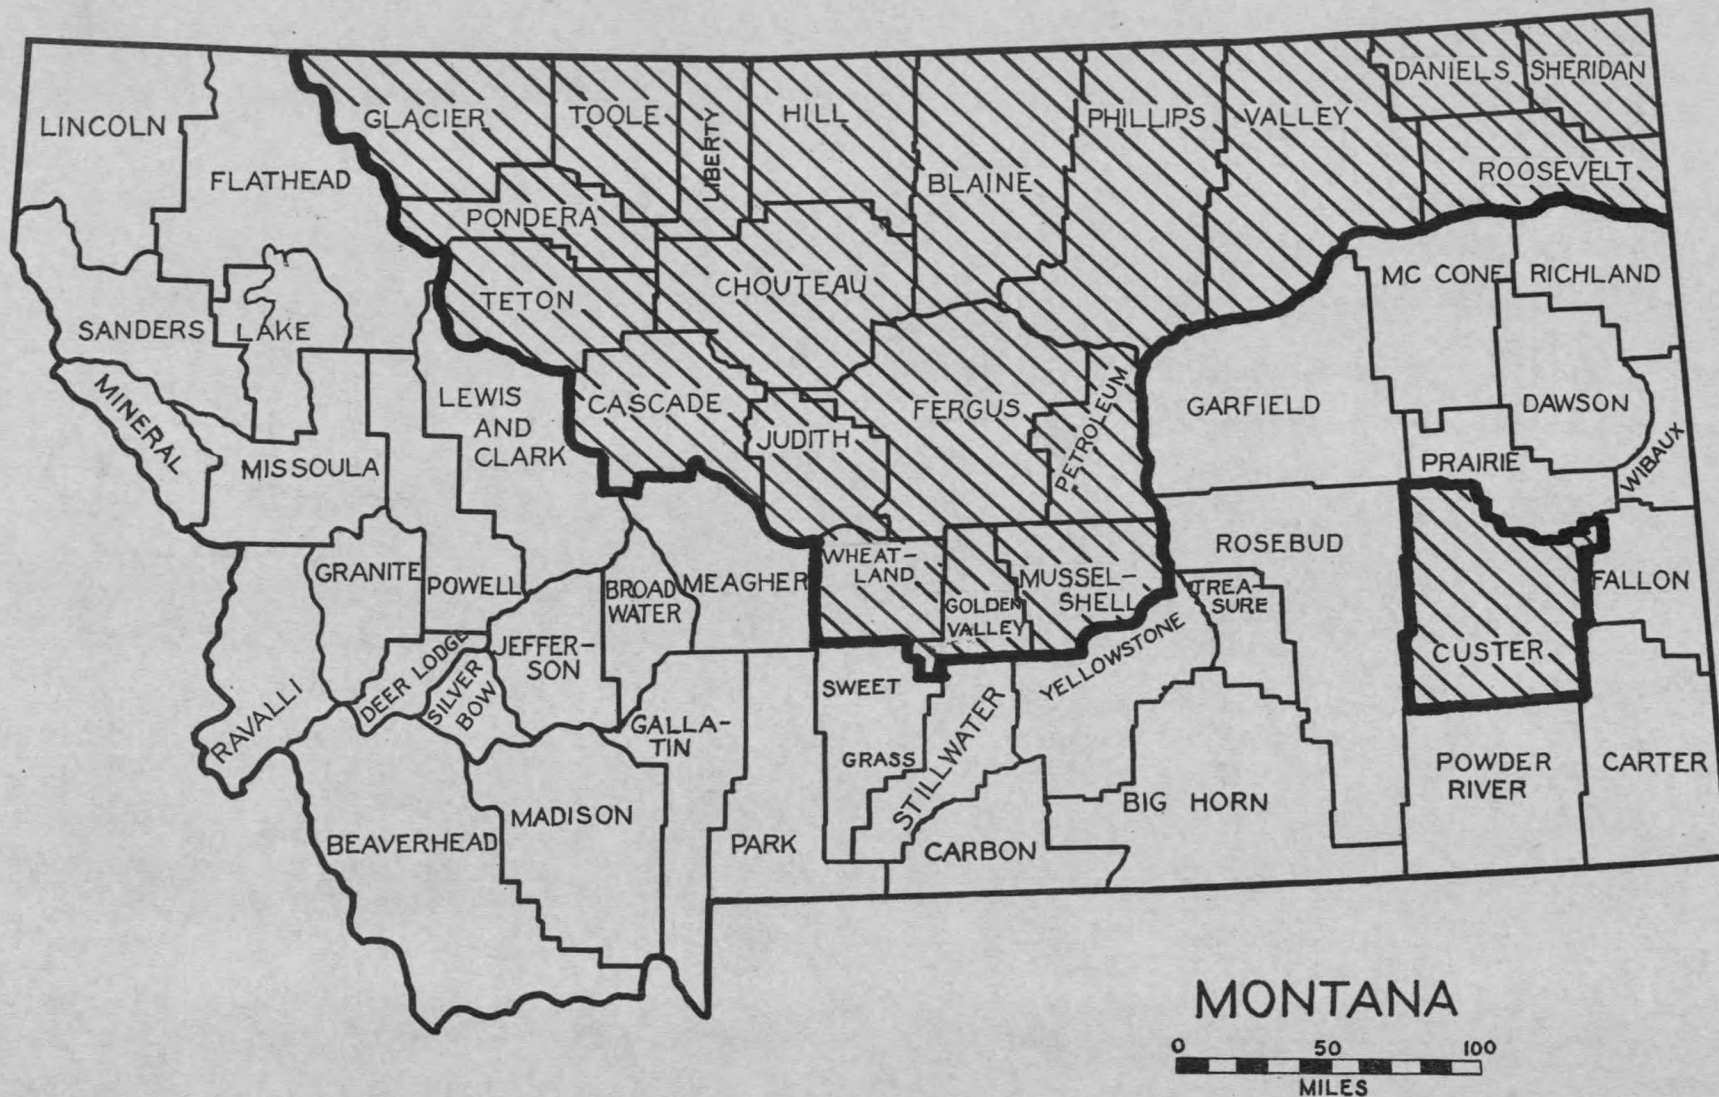 LINCOLN
FLATHEAD
GLACIER
TOOLE
LIBERTY
HILL
BLAINE
PHILLIPS
VALLEY
DANIELS
SHERIDAN
ROOSEVELT
PONDERA
TETON
CHOUTEAU
MC CONE
RICHLAND
SANDERS
LAKE
MINERAL
MISSOULA
LEWIS
AND
CLARK
CASCADE
JUDITH
FERGUS
PETROLEUM
GARFIELD
DAWSON
PRAIRIE
WIBAUX
GRANITE
POWELL
BROAD
WATER
MEAGHER
WHEAT-
LAND
GOLDEN
VALLEY
MUSSEL-
SHELL
ROSEBUD
TREA-
SURE
FALLON
CUSTER
RAVALLI
DEER LODGE
SILVER
BOW
JEFFER-
SON
GALLA-
TIN
SWEET
GRASS
STILLWATER
YELLOWSTONE
BEAVERHEAD
MADISON
PARK
CARBON
BIG HORN
POWDER
RIVER
CARTER
MONTANA
0 50 100
MILES